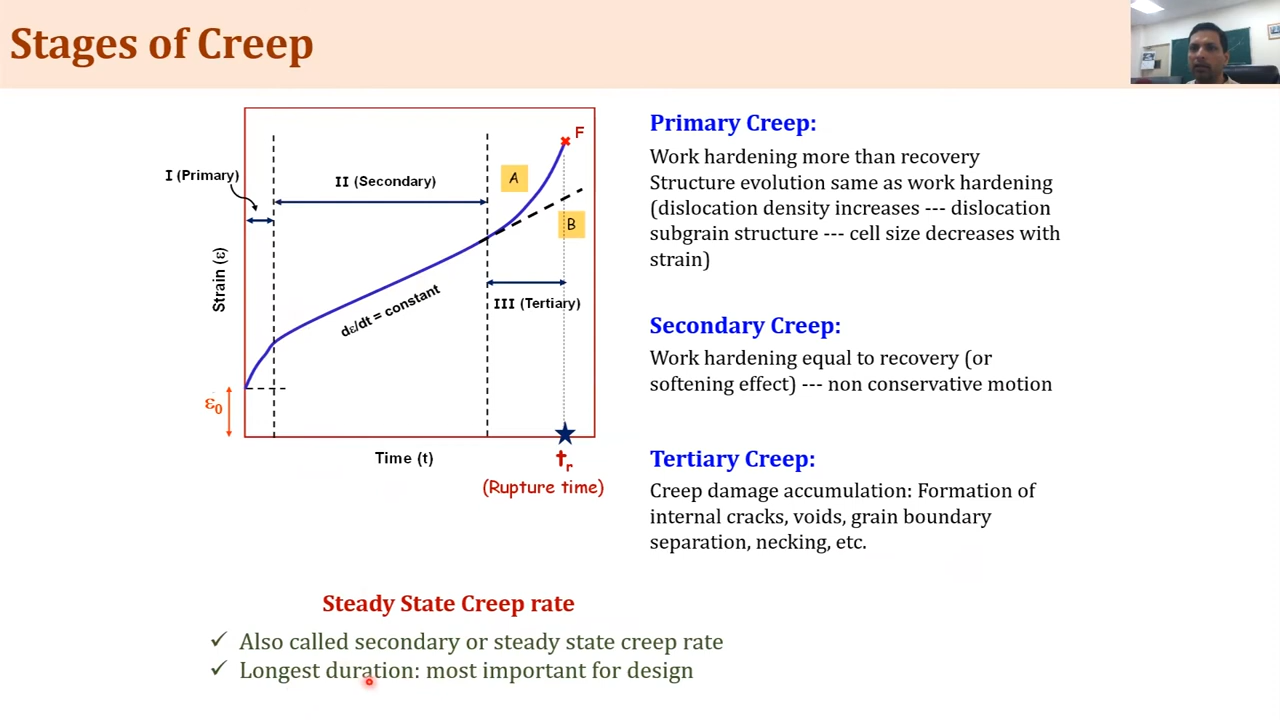 Stages of Creep
I (Primary)
II (Secondary)
A
F
B
III (Tertiary)
Strain (ε)
dε/dt = constant
ε0
Time (t)
tr
(Rupture time)
Primary Creep:
Work hardening more than recovery
Structure evolution same as work hardening
(dislocation density increases --- dislocation
subgrain structure --- cell size decreases with
strain)
Secondary Creep:
Work hardening equal to recovery (or
softening effect) --- non conservative motion
Tertiary Creep:
Creep damage accumulation: Formation of
internal cracks, voids, grain boundary
separation, necking, etc.
Steady State Creep rate
✓ Also called secondary or steady state creep rate
✓ Longest duration: most important for design